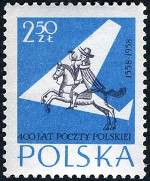 2.50
ZŁ
1558-1958
400 LAT POCZTY POLSKIEJ
POLSKA